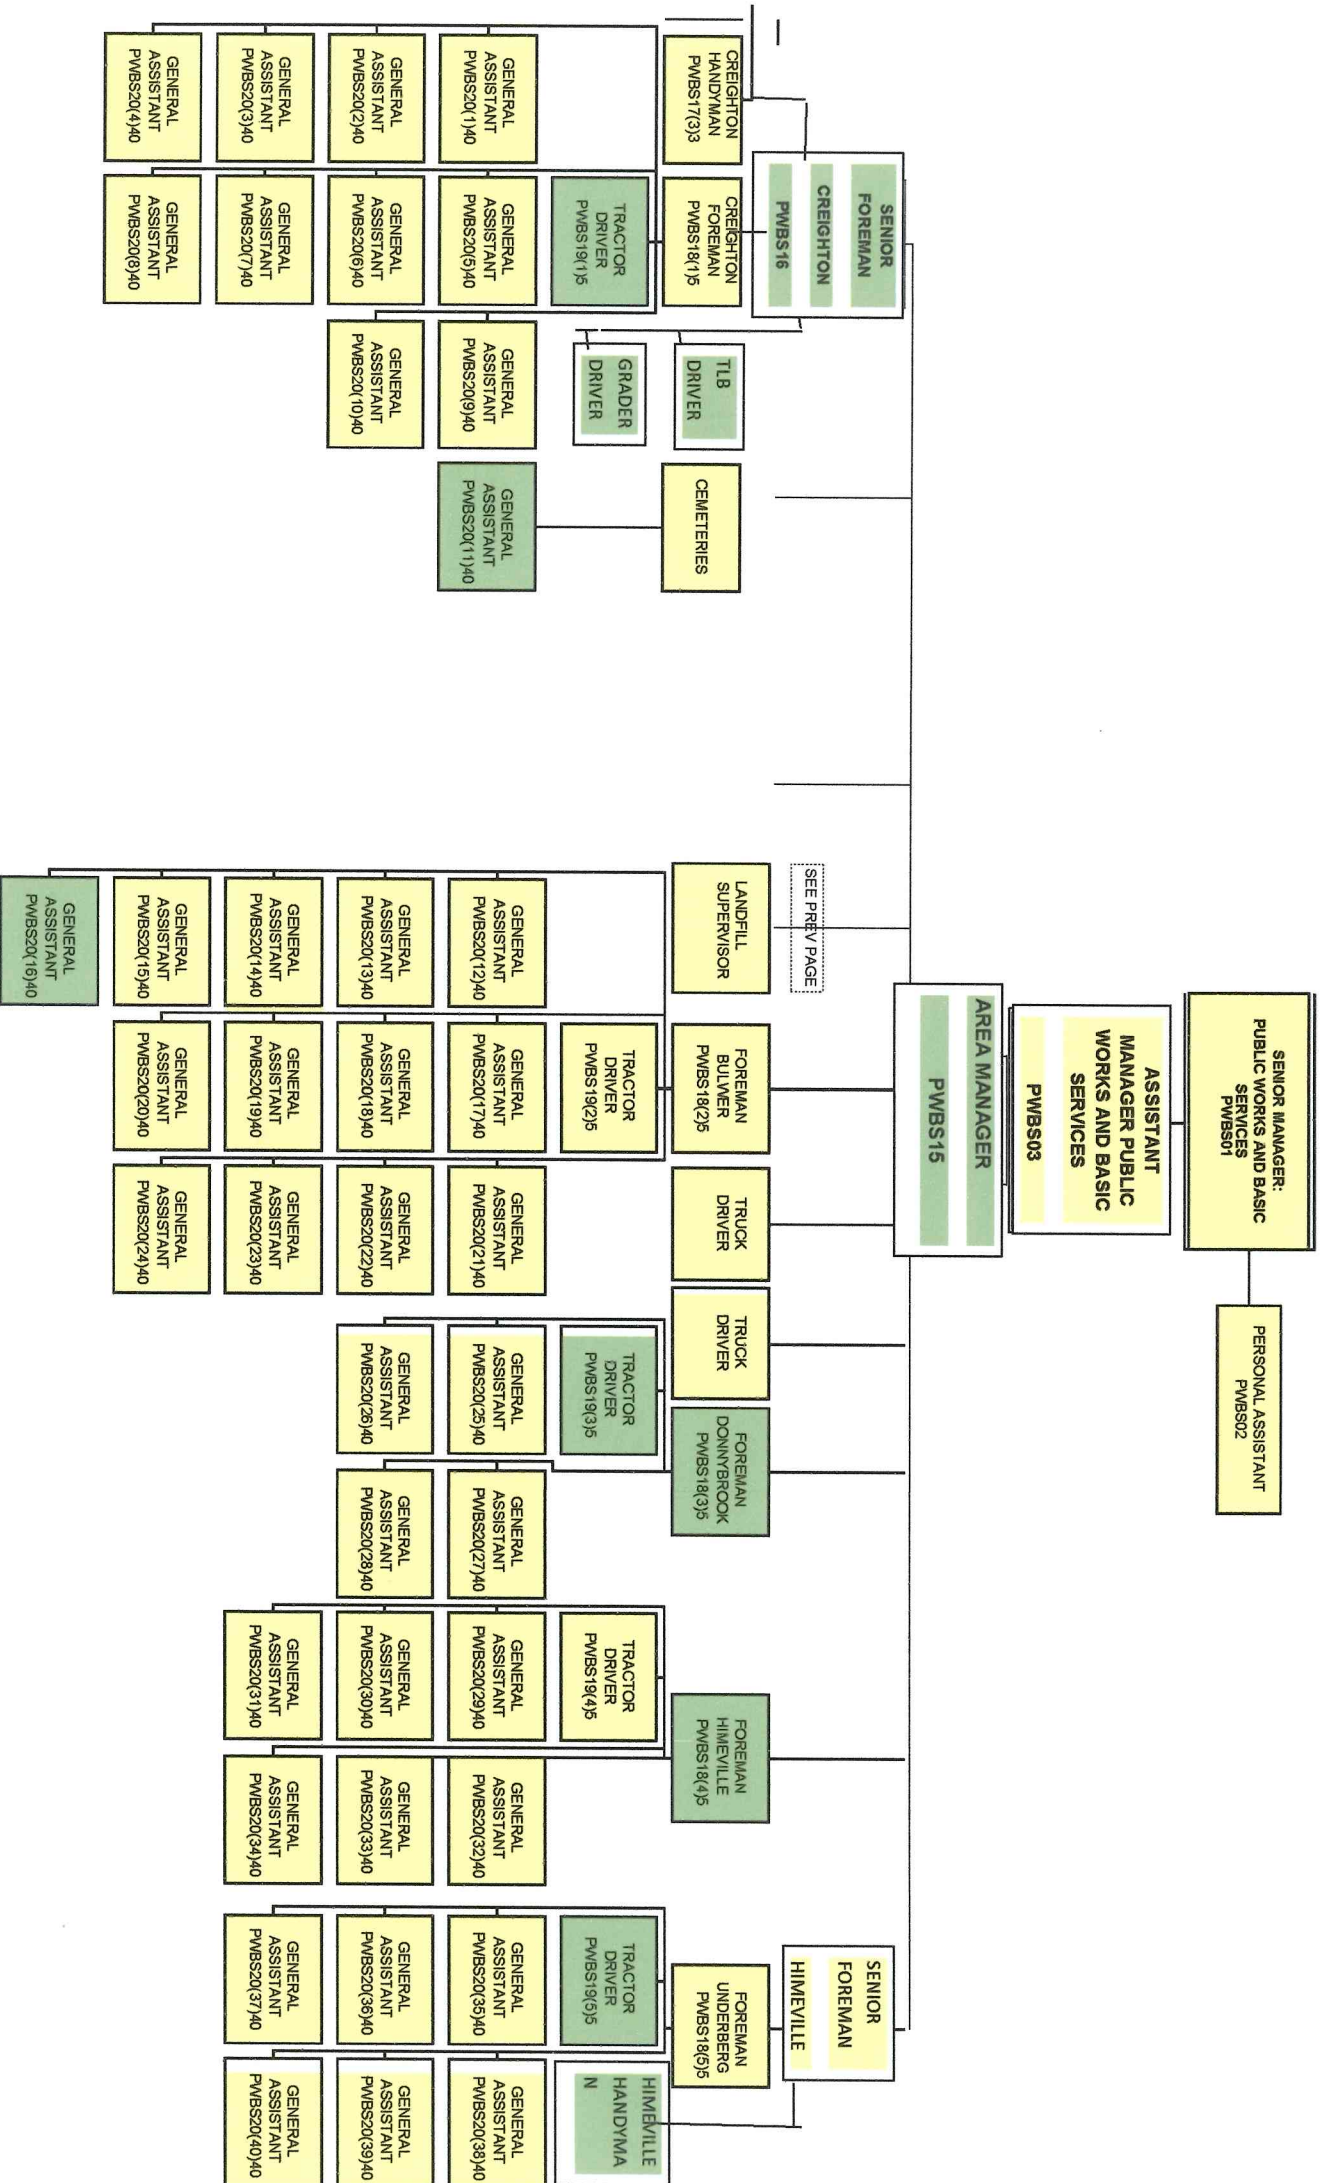 SENIOR MANAGER:
PUBLIC WORKS AND BASIC
SERVICES
PWBS01
PERSONAL ASSISTANT
PWBS02
ASSISTANT
MANAGER PUBLIC
WORKS AND BASIC
SERVICES
PWBS03
AREA MANAGER
PWBS15
SENIOR
FOREMAN
CREIGHTON
PWBS16
SEE PREV PAGE
SENIOR
FOREMAN
HIMEVILLE
CREIGHTON
HANDYMAN
PWBS17(3)3
CREIGHTON
FOREMAN
PWBS18(1)5
TLB
DRIVER
GRADER
DRIVER
CEMETERIES
LANDFILL
SUPERVISOR
FOREMAN
BULWER
PWBS18(2)5
TRUCK
DRIVER
TRUCK
DRIVER
FOREMAN
DONNYBROOK
PWBS18(3)5
FOREMAN
HIMEVILLE
PWBS18(4)5
FOREMAN
UNDERBERG
PWBS18(5)5
HIMEVILLE
HANDYMA
N
TRACTOR
DRIVER
PWBS19(1)5
TRACTOR
DRIVER
PWBS19(2)5
TRACTOR
DRIVER
PWBS19(3)5
TRACTOR
DRIVER
PWBS19(4)5
TRACTOR
DRIVER
PWBS19(5)5
GENERAL
ASSISTANT
PWBS20(1)40
GENERAL
ASSISTANT
PWBS20(5)40
GENERAL
ASSISTANT
PWBS20(9)40
GENERAL
ASSISTANT
PWBS20(11)40
GENERAL
ASSISTANT
PWBS20(12)40
GENERAL
ASSISTANT
PWBS20(17)40
GENERAL
ASSISTANT
PWBS20(21)40
GENERAL
ASSISTANT
PWBS20(25)40
GENERAL
ASSISTANT
PWBS20(27)40
GENERAL
ASSISTANT
PWBS20(29)40
GENERAL
ASSISTANT
PWBS20(32)40
GENERAL
ASSISTANT
PWBS20(35)40
GENERAL
ASSISTANT
PWBS20(38)40
GENERAL
ASSISTANT
PWBS20(2)40
GENERAL
ASSISTANT
PWBS20(6)40
GENERAL
ASSISTANT
PWBS20(10)40
GENERAL
ASSISTANT
PWBS20(13)40
GENERAL
ASSISTANT
PWBS20(18)40
GENERAL
ASSISTANT
PWBS20(22)40
GENERAL
ASSISTANT
PWBS20(26)40
GENERAL
ASSISTANT
PWBS20(28)40
GENERAL
ASSISTANT
PWBS20(30)40
GENERAL
ASSISTANT
PWBS20(33)40
GENERAL
ASSISTANT
PWBS20(36)40
GENERAL
ASSISTANT
PWBS20(39)40
GENERAL
ASSISTANT
PWBS20(3)40
GENERAL
ASSISTANT
PWBS20(7)40
GENERAL
ASSISTANT
PWBS20(14)40
GENERAL
ASSISTANT
PWBS20(19)40
GENERAL
ASSISTANT
PWBS20(23)40
GENERAL
ASSISTANT
PWBS20(31)40
GENERAL
ASSISTANT
PWBS20(34)40
GENERAL
ASSISTANT
PWBS20(37)40
GENERAL
ASSISTANT
PWBS20(40)40
GENERAL
ASSISTANT
PWBS20(4)40
GENERAL
ASSISTANT
PWBS20(8)40
GENERAL
ASSISTANT
PWBS20(15)40
GENERAL
ASSISTANT
PWBS20(20)40
GENERAL
ASSISTANT
PWBS20(24)40
GENERAL
ASSISTANT
PWBS20(16)40